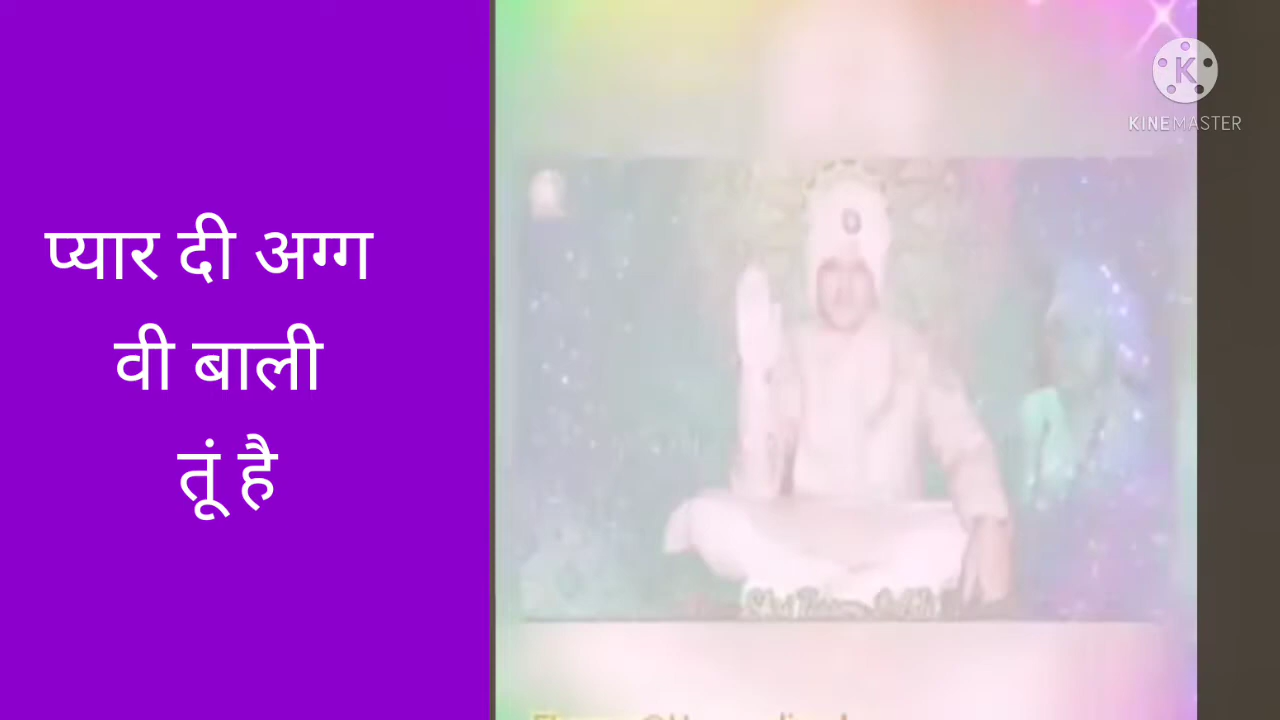 प्यार दी अग्ग
वी बाली
तूं है
K
KINEMASTER